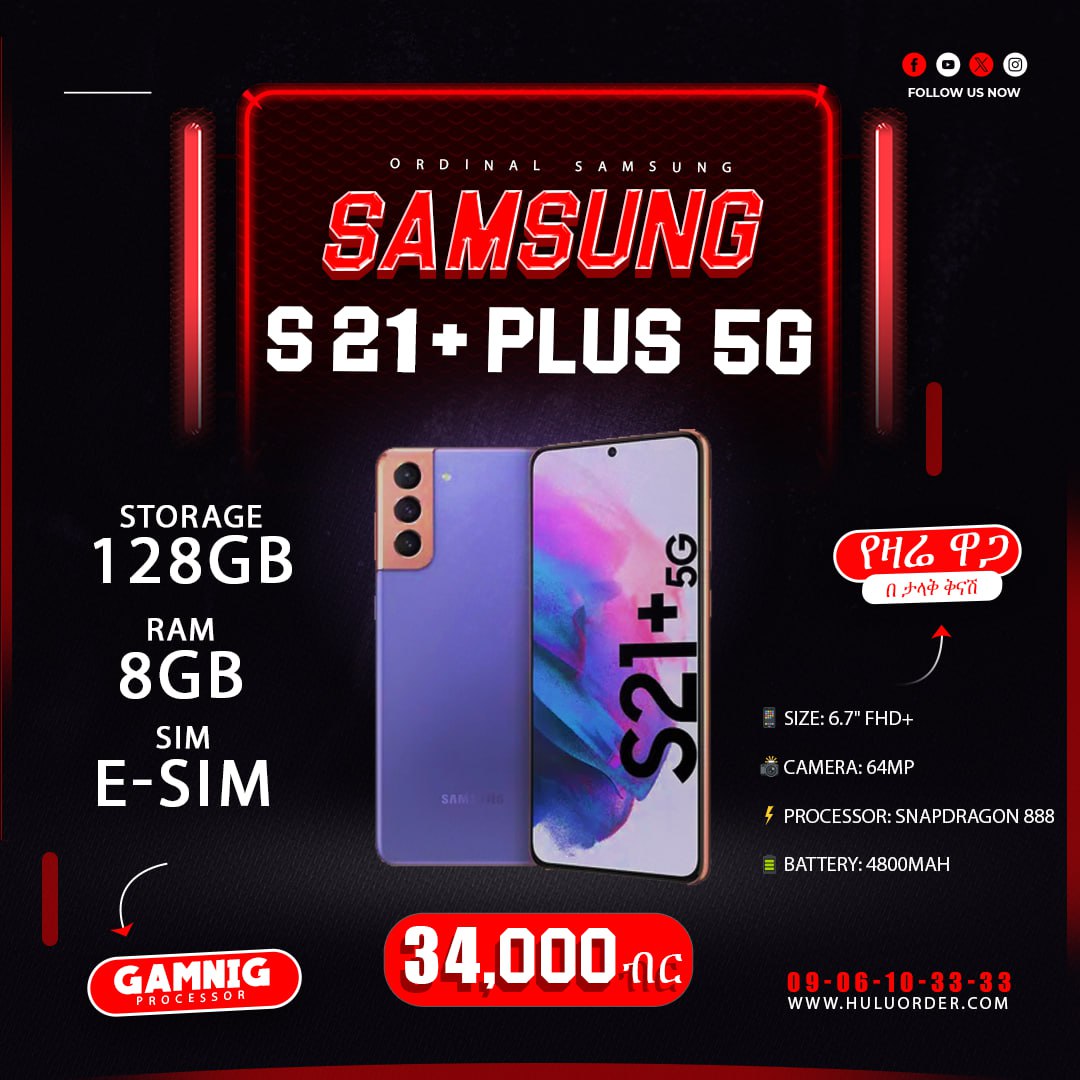 FOLLOW US NOW
ORDINAL SAMSUNG
SAMSUNG
S 21+ PLUS 5G
STORAGE
128GB
RAM
8GB
SIM
E-SIM
GAMNIG
PROCESSOR
SAMSUNG
S21+ 5G
የዛሬ ዋጋ
በ ታላቅ ቅናሽ
SIZE: 6.7" FHD+
CAMERA: 64MP
PROCESSOR: SNAPDRAGON 888
BATTERY: 4800MAH
34,000 ብር
09-06-10-33-33
WWW.HULUORDER.COM